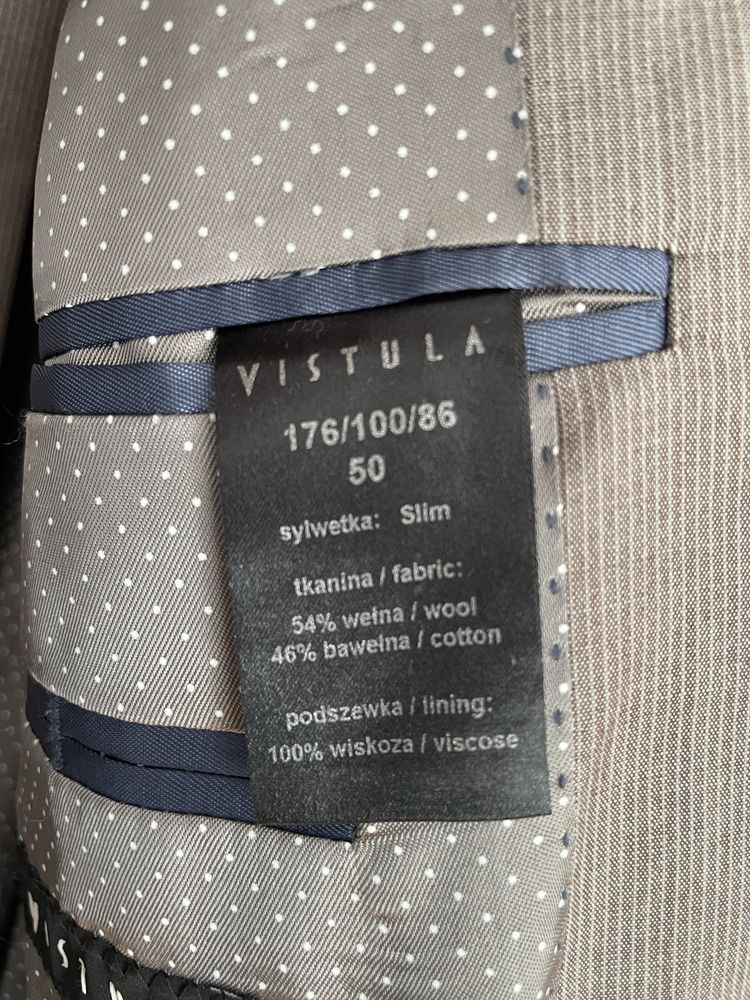 VISTULA
176/100/86
50
sylwetka: Slim
tkanina / fabric:
54% wełna / wool
46% bawełna / cotton
podszewka / lining:
100% wiskoza / viscose